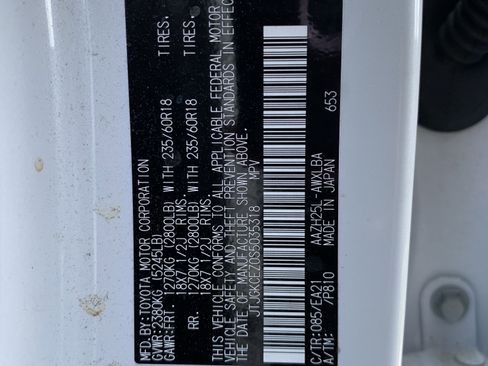 MFD.BY:TOYOTA MOTOR CORPORATION
GVWR:2380KG (5245LB)
GAWR:FRT. 1270KG (2800LB) WITH 235/60R18 TIRES.
18X7 1/2J RIMS.
RR. 1270KG (2800LB) WITH 235/60R18 TIRES.
18X7 1/2J RIMS.
THIS VEHICLE CONFORMS TO ALL APPLICABLE FEDERAL MOTOR
VEHICLE SAFETY AND THEFT PREVENTION STANDARDS IN EFFECT
ON THE DATE OF MANUFACTURE SHOWN ABOVE.
MPV
C/TR:085/EA21 AAZH25L-AWXLBA
A/TM: /P810 MADE IN JAPAN 653